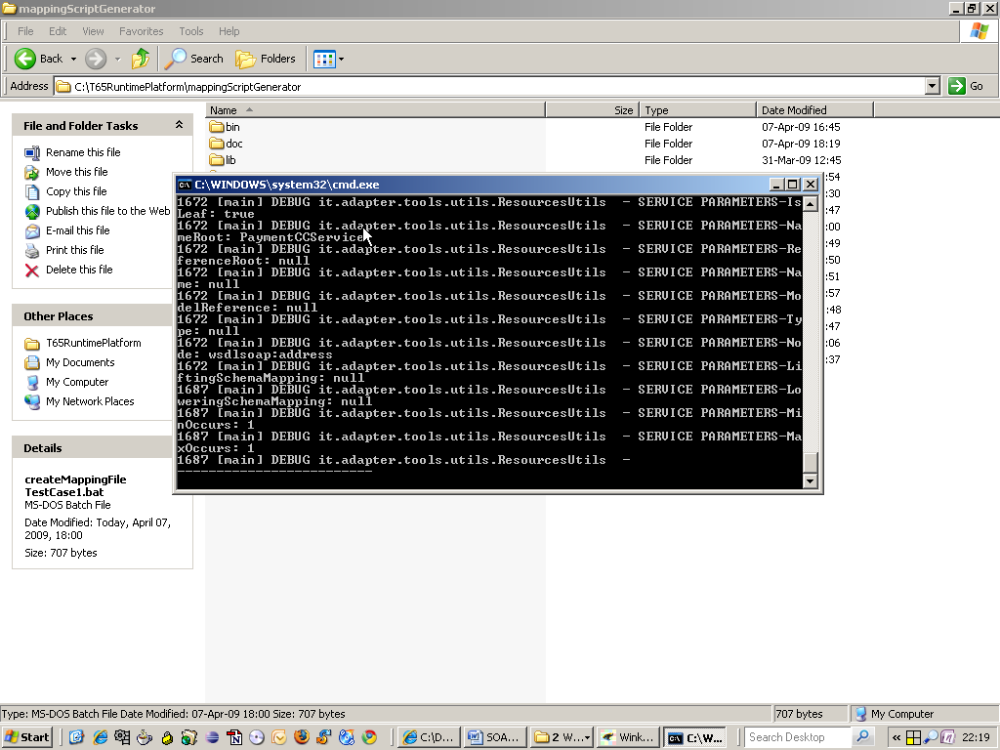 mappingScriptGenerator
File Edit View Favorites Tools Help
Back Search Folders
Address C:\T65RuntimePlatform\mappingScriptGenerator Go
Name Size Type Date Modified
File and Folder Tasks
Rename this file
Move this file
Copy this file
Publish this file to the Web
E-mail this file
Print this file
Delete this file
Other Places
T65RuntimePlatform
My Documents
My Computer
My Network Places
Details
createMappingFile
TestCase1.bat
MS-DOS Batch File
Date Modified: Today, April 07,
2009, 18:00
Size: 707 bytes
bin File Folder 07-Apr-09 16:45
doc File Folder 07-Apr-09 18:19
lib File Folder 31-Mar-09 12:45
:54
:47
:30
:00
:49
:50
:51
:57
:48
:47
:06
:37
C:\WINDOWS\system32\cmd.exe
1672 [main] DEBUG it.adapter.tools.utils.ResourcesUtils - SERVICE PARAMETERS-Is
Leaf: true
1672 [main] DEBUG it.adapter.tools.utils.ResourcesUtils - SERVICE PARAMETERS-Na
meRoot: PaymentCCService
1672 [main] DEBUG it.adapter.tools.utils.ResourcesUtils - SERVICE PARAMETERS-Re
ferenceRoot: null
1672 [main] DEBUG it.adapter.tools.utils.ResourcesUtils - SERVICE PARAMETERS-Na
me: null
1672 [main] DEBUG it.adapter.tools.utils.ResourcesUtils - SERVICE PARAMETERS-Mo
delReference: null
1672 [main] DEBUG it.adapter.tools.utils.ResourcesUtils - SERVICE PARAMETERS-Ty
pe: null
1672 [main] DEBUG it.adapter.tools.utils.ResourcesUtils - SERVICE PARAMETERS-No
de: wsdlsoap:address
1672 [main] DEBUG it.adapter.tools.utils.ResourcesUtils - SERVICE PARAMETERS-Li
ftingSchemaMapping: null
1687 [main] DEBUG it.adapter.tools.utils.ResourcesUtils - SERVICE PARAMETERS-Lo
weringSchemaMapping: null
1687 [main] DEBUG it.adapter.tools.utils.ResourcesUtils - SERVICE PARAMETERS-Mi
nOccurs: 1
1687 [main] DEBUG it.adapter.tools.utils.ResourcesUtils - SERVICE PARAMETERS-Ma
xOccurs: 1
1687 [main] DEBUG it.adapter.tools.utils.ResourcesUtils -
-------------------------
Type: MS-DOS Batch File Date Modified: 07-Apr-09 18:00 Size: 707 bytes 707 bytes My Computer
Start C:\D... SOA... 2 W... Wink... C:\W... Search Desktop « 22:19